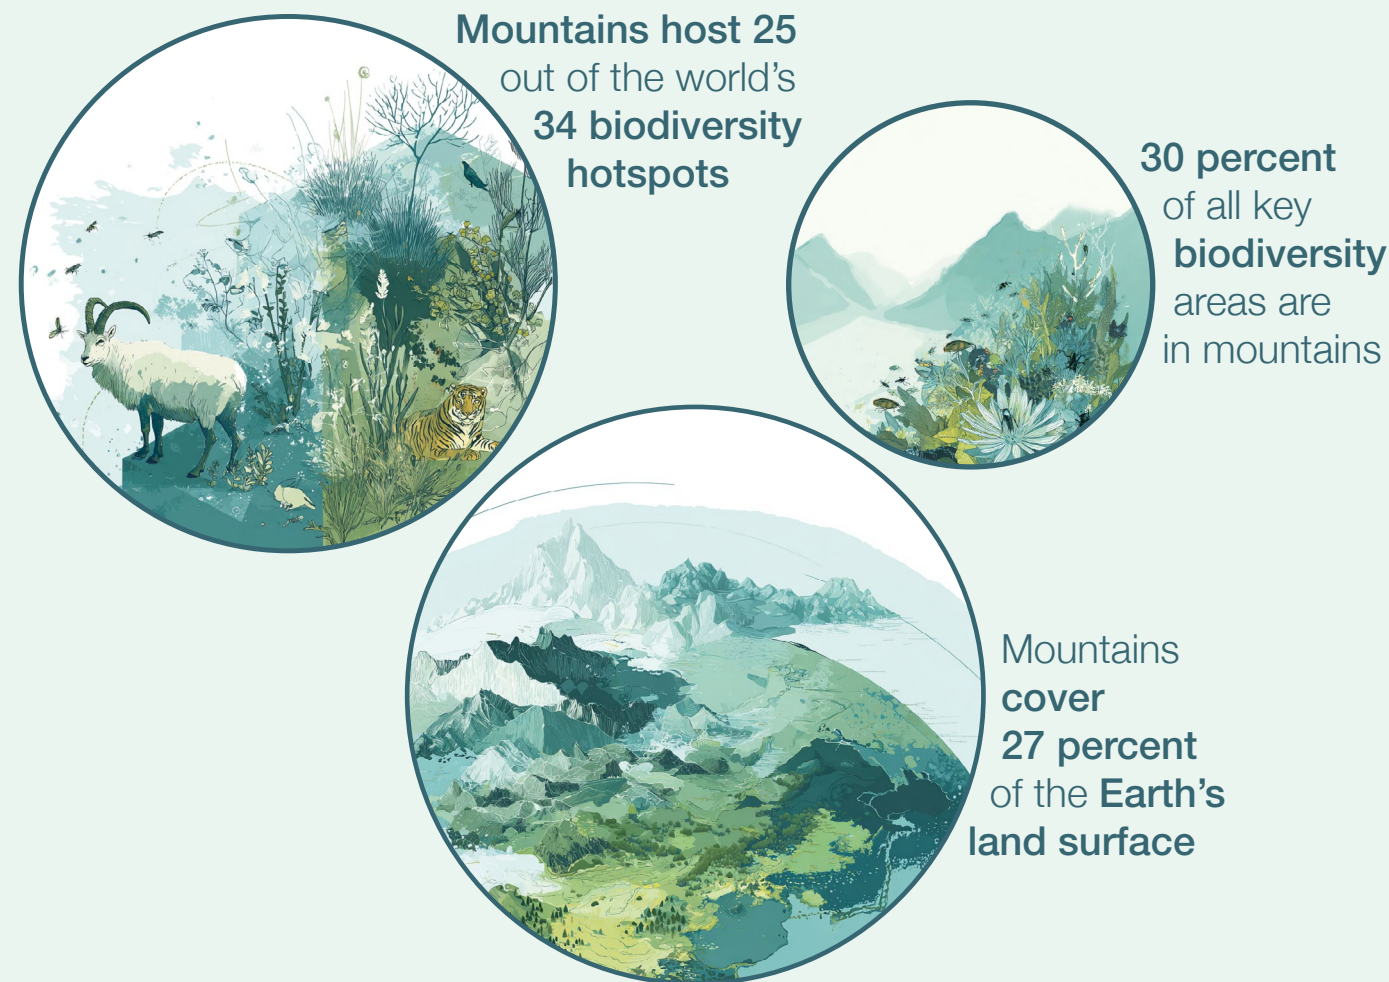 Mountains host 25
out of the world's
34 biodiversity
hotspots
30 percent
of all key
biodiversity
areas are
in mountains
Mountains
cover
27 percent
of the Earth's
land surface